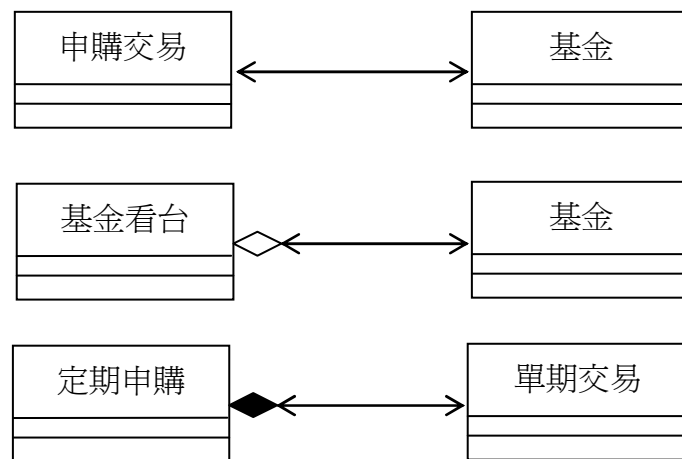 申購交易
基金
基金看台
基金
定期申購
單期交易